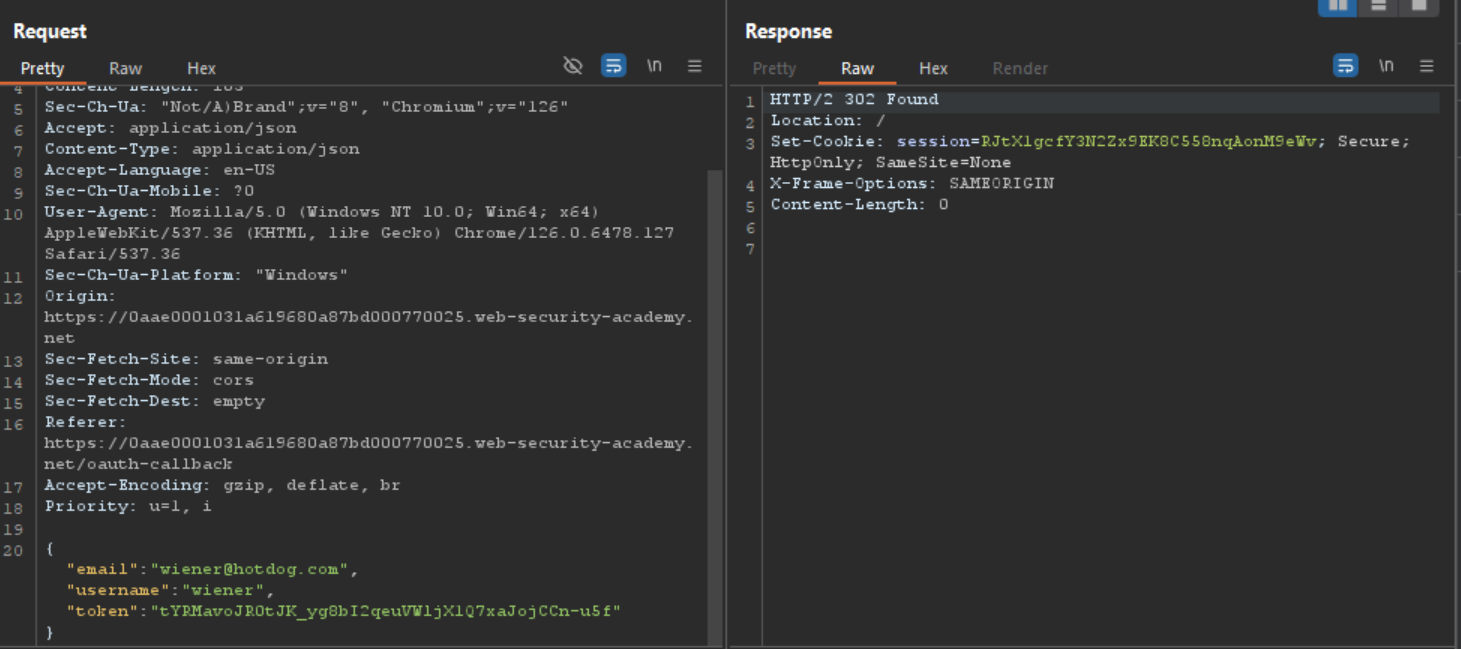 Request
Pretty Raw Hex \n
4 Content-Length: 103
5 Sec-Ch-Ua: "Not/A)Brand";v="8", "Chromium";v="126"
6 Accept: application/json
7 Content-Type: application/json
8 Accept-Language: en-US
9 Sec-Ch-Ua-Mobile: ?0
10 User-Agent: Mozilla/5.0 (Windows NT 10.0; Win64; x64)
AppleWebKit/537.36 (KHTML, like Gecko) Chrome/126.0.6478.127
Safari/537.36
11 Sec-Ch-Ua-Platform: "Windows"
12 Origin:
https://0aae0001031a619680a87bd000770025.web-security-academy.
net
13 Sec-Fetch-Site: same-origin
14 Sec-Fetch-Mode: cors
15 Sec-Fetch-Dest: empty
16 Referer:
https://0aae0001031a619680a87bd000770025.web-security-academy.
net/oauth-callback
17 Accept-Encoding: gzip, deflate, br
18 Priority: u=1, i
19
20 {
"email":"wiener@hotdog.com",
"username":"wiener",
"token":"tYRMavoJROtJK_yg8bI2qeuVWljXlQ7xaJojCCn-u5f"
}
Response
Pretty Raw Hex Render \n
1 HTTP/2 302 Found
2 Location: /
3 Set-Cookie: session=RJtXlgcfY3N2Zx9EK8C558nqAonM9eWv; Secure;
HttpOnly; SameSite=None
4 X-Frame-Options: SAMEORIGIN
5 Content-Length: 0
6
7